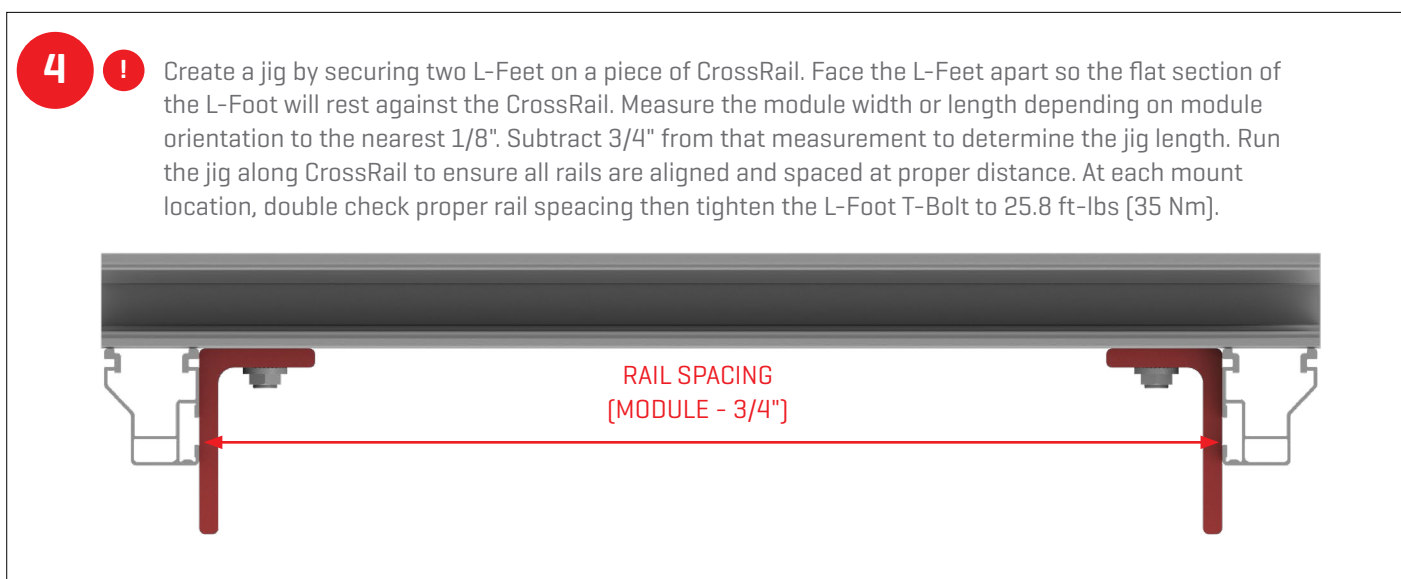 4
!
Create a jig by securing two L-Feet on a piece of CrossRail. Face the L-Feet apart so the flat section of
the L-Foot will rest against the CrossRail. Measure the module width or length depending on module
orientation to the nearest 1/8". Subtract 3/4" from that measurement to determine the jig length. Run
the jig along CrossRail to ensure all rails are aligned and spaced at proper distance. At each mount
location, double check proper rail speacing then tighten the L-Foot T-Bolt to 25.8 ft-lbs (35 Nm).
RAIL SPACING
(MODULE - 3/4")